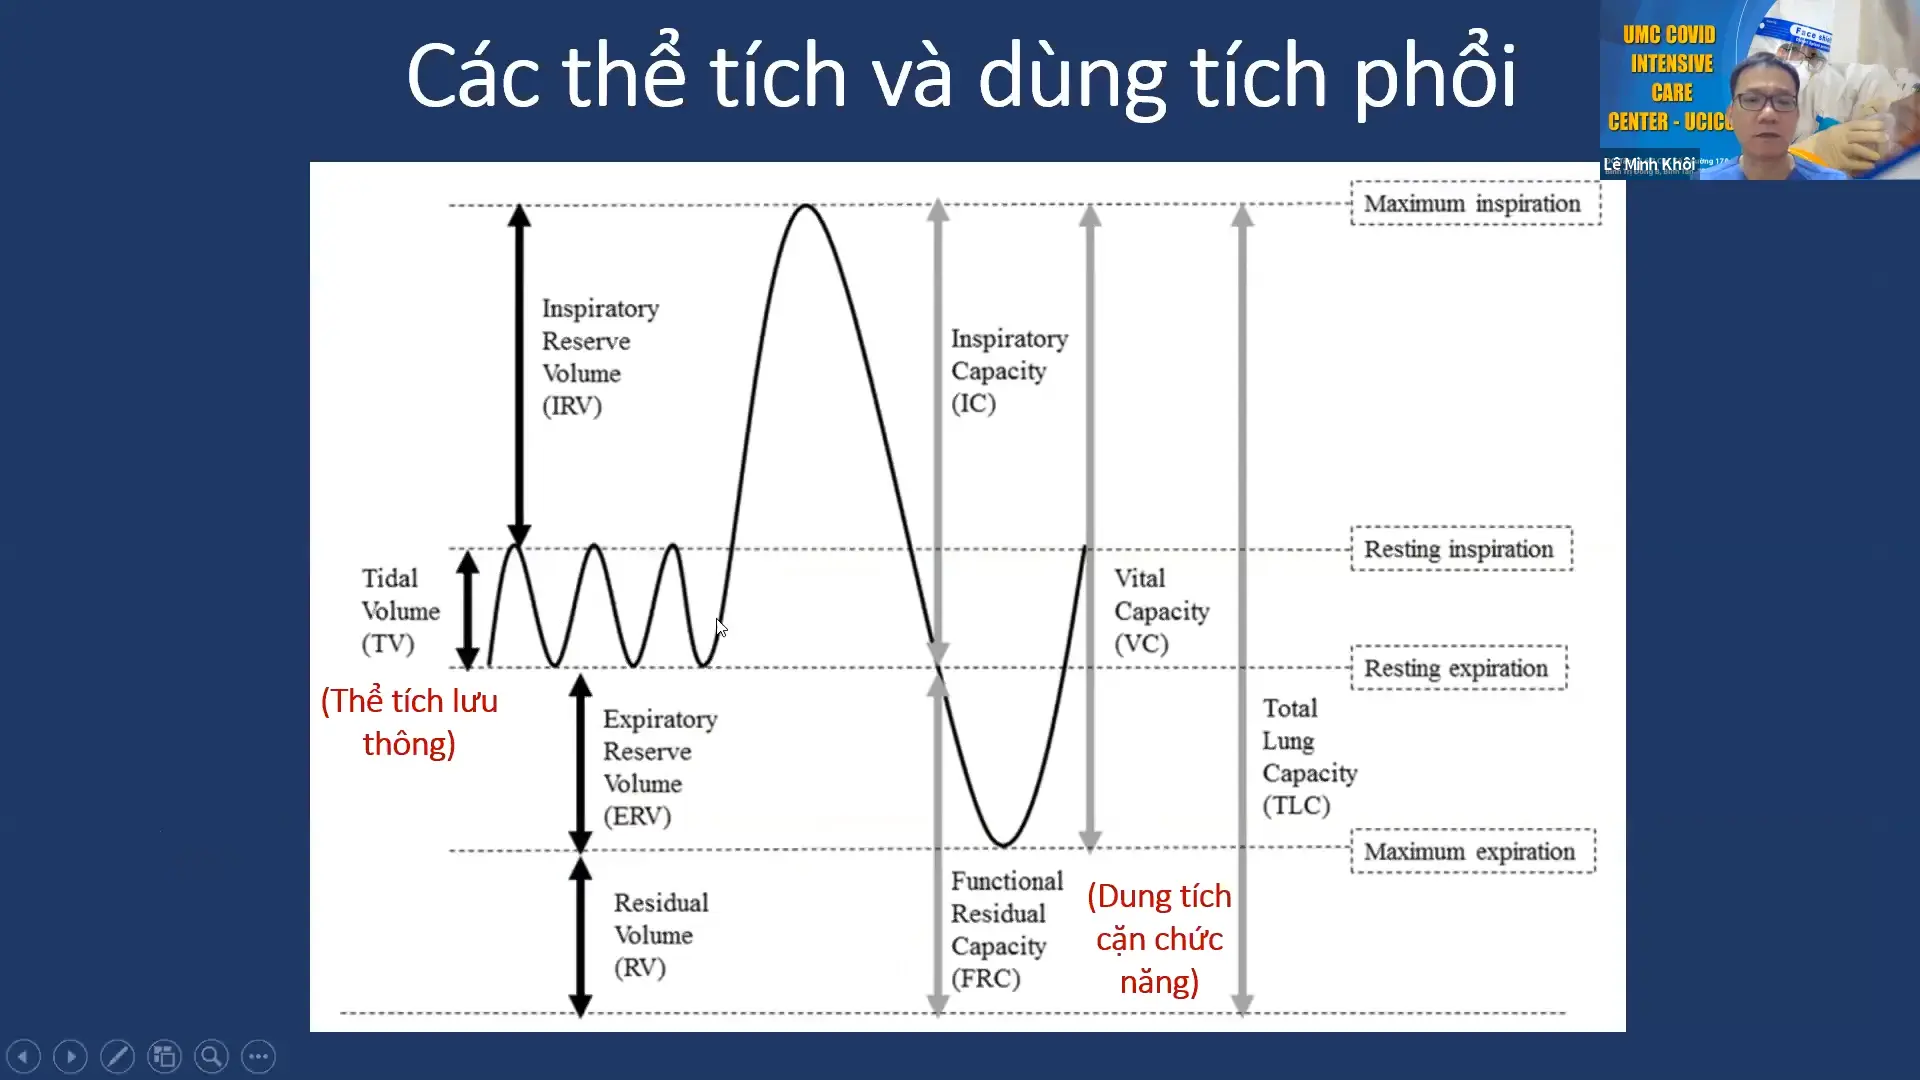 Các thể tích và dùng tích phổi
UMC COVID
INTENSIVE
CARE
CENTER - UCICC
Lê Minh Khôi
Face shield
Maximum inspiration
Inspiratory
Reserve
Volume
(IRV)
Inspiratory
Capacity
(IC)
Resting inspiration
Tidal
Volume
(TV)
(Thể tích lưu
thông)
Vital
Capacity
(VC)
Resting expiration
Expiratory
Reserve
Volume
(ERV)
Total
Lung
Capacity
(TLC)
Maximum expiration
Residual
Volume
(RV)
Functional
Residual
Capacity
(FRC)
(Dung tích
cặn chức
năng)